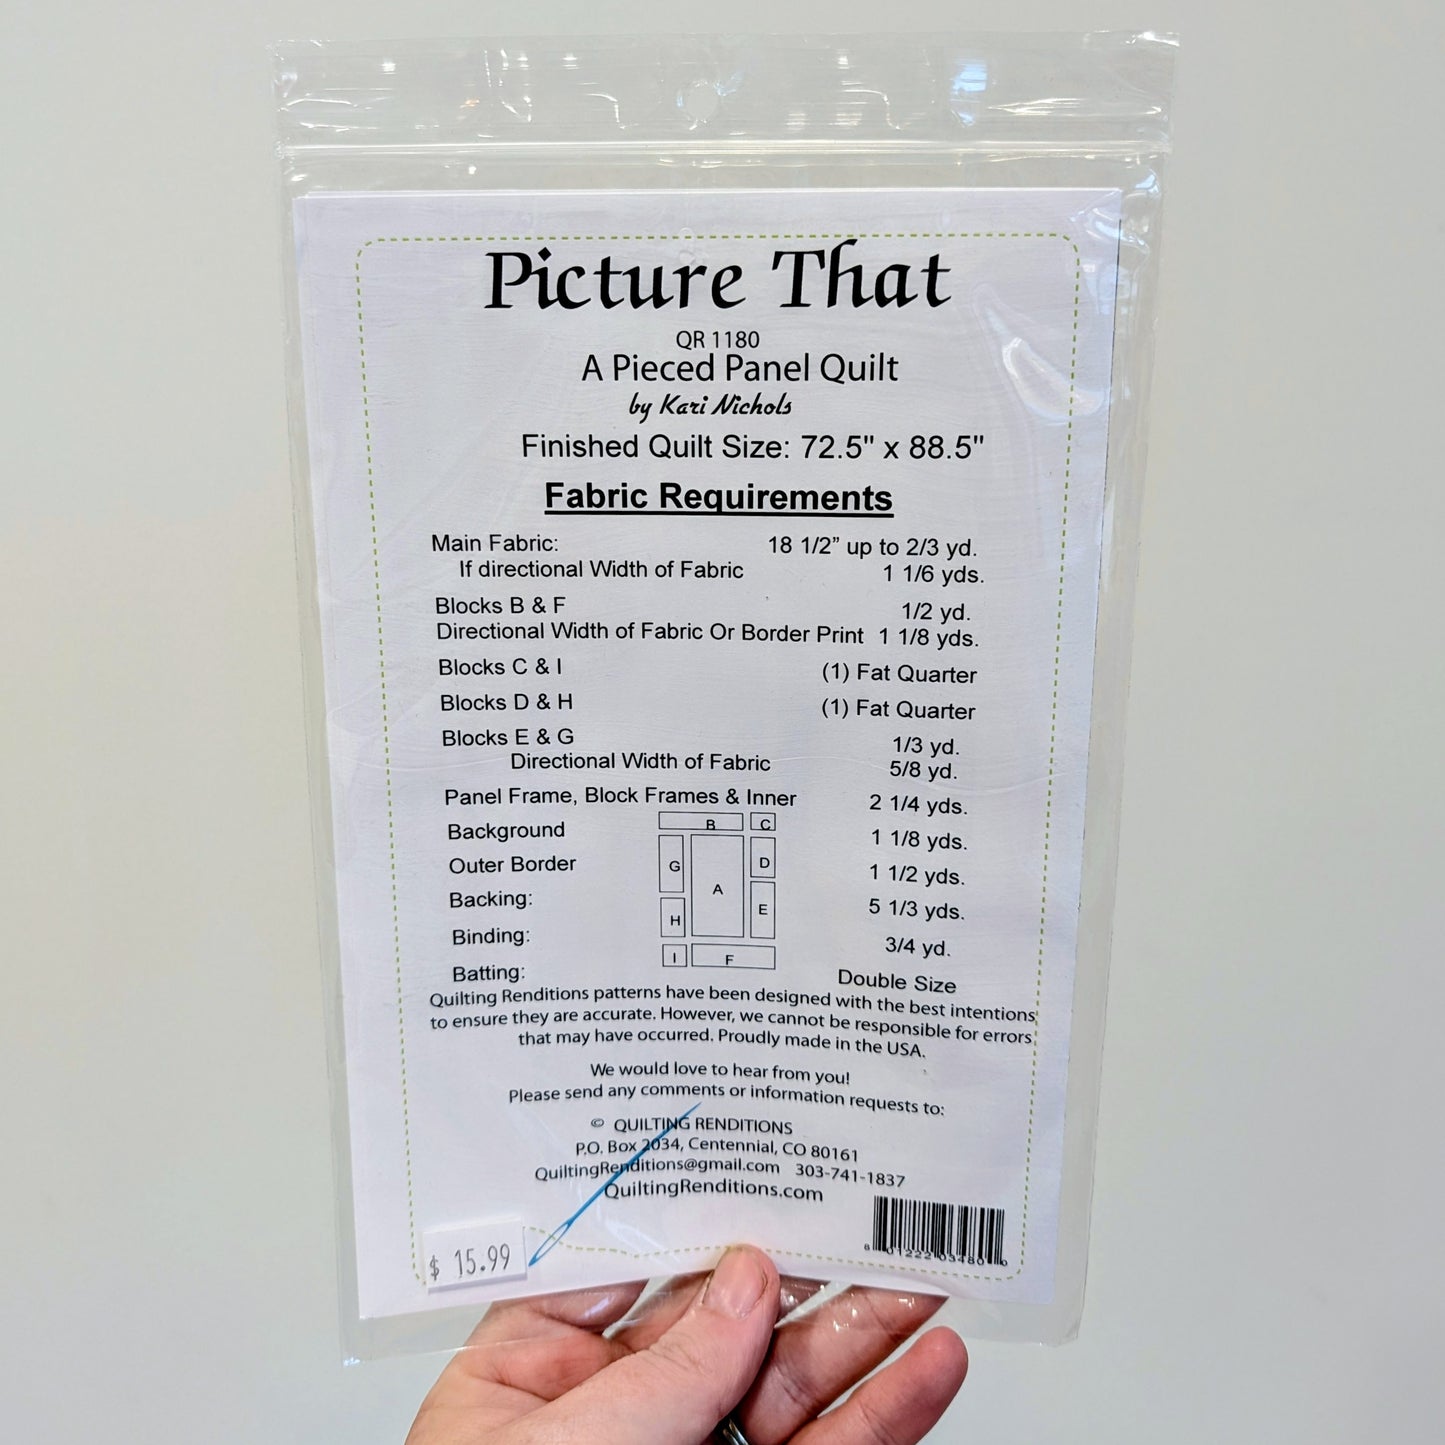 Picture That
QR 1180
A Pieced Panel Quilt
by Kari Nichols
Finished Quilt Size: 72.5" x 88.5"
Fabric Requirements
Main Fabric: 18 1/2” up to 2/3 yd.
If directional Width of Fabric 1 1/6 yds.
Blocks B & F 1/2 yd.
Directional Width of Fabric Or Border Print 1 1/8 yds.
Blocks C & I (1) Fat Quarter
Blocks D & H (1) Fat Quarter
Blocks E & G 1/3 yd.
Directional Width of Fabric 5/8 yd.
Panel Frame, Block Frames & Inner 2 1/4 yds.
Background 1 1/8 yds.
Outer Border 1 1/2 yds.
Backing: 5 1/3 yds.
Binding: 3/4 yd.
Batting: Double Size
B C
G D
A
H E
I F
Quilting Renditions patterns have been designed with the best intentions
to ensure they are accurate. However, we cannot be responsible for errors
that may have occurred. Proudly made in the USA.
We would love to hear from you!
Please send any comments or information requests to:
© QUILTING RENDITIONS
P.O. Box 2034, Centennial, CO 80161
QuiltingRenditions@gmail.com 303-741-1837
QuiltingRenditions.com
$ 15.99